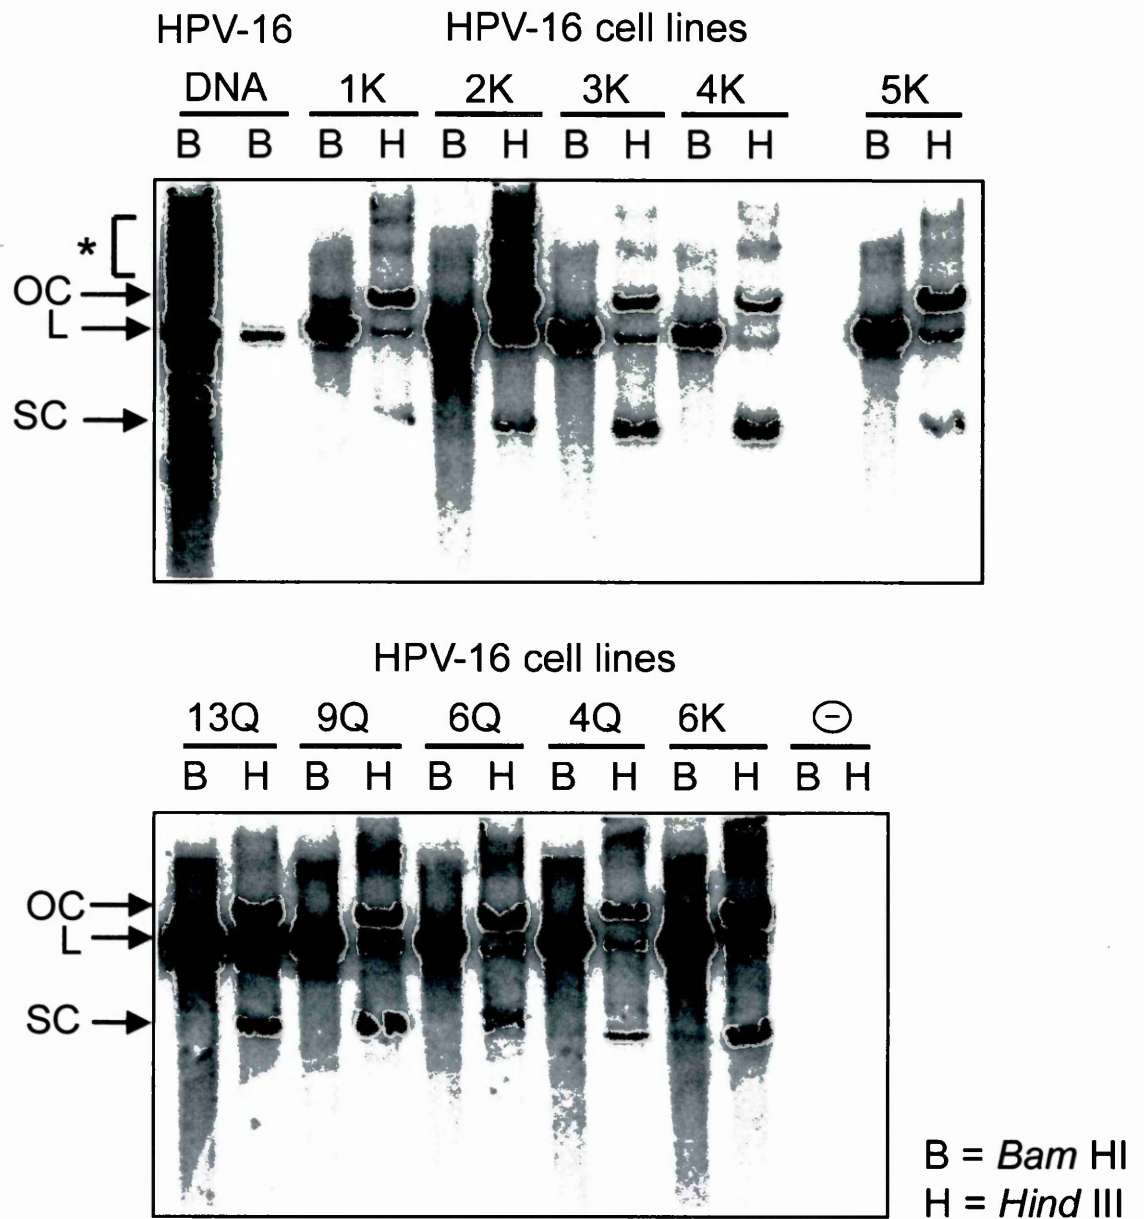 HPV-16 HPV-16 cell lines
DNA 1K 2K 3K 4K 5K
B B B H B H B H B H B H
*
OC
L
SC
HPV-16 cell lines
13Q 9Q 6Q 4Q 6K ⊖
B H B H B H B H B H B H
OC
L
SC
B = Bam HI
H = Hind III